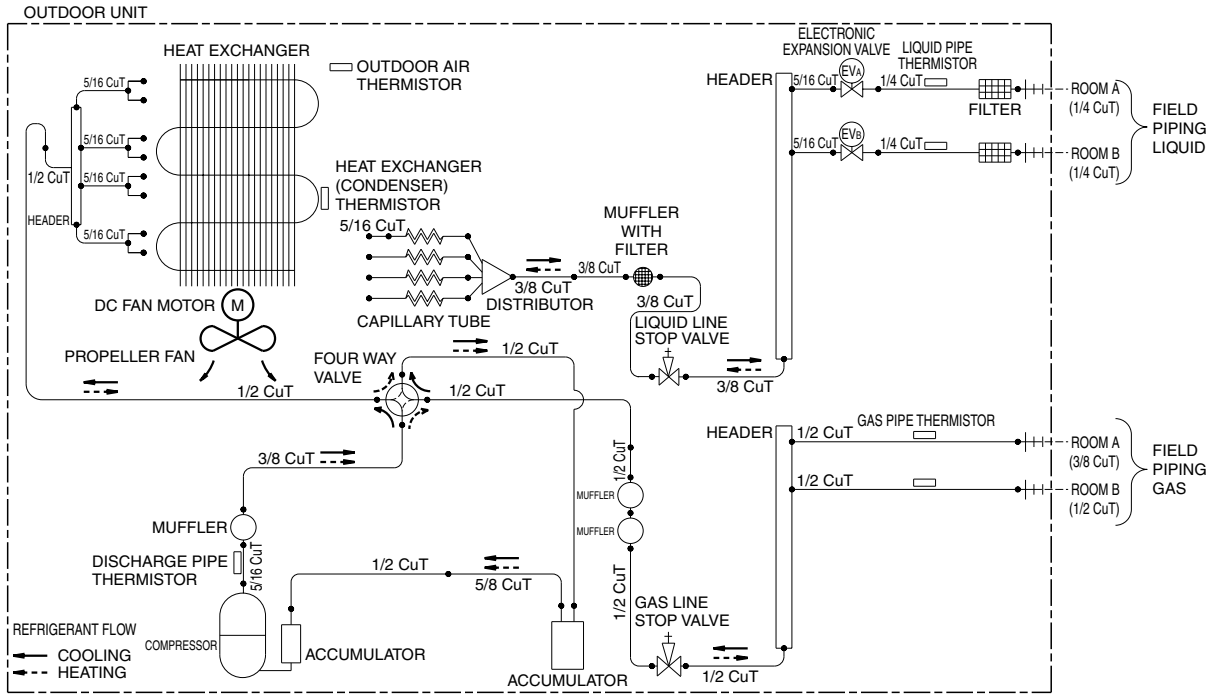 OUTDOOR UNIT
HEAT EXCHANGER
OUTDOOR AIR
THERMISTOR
5/16 CuT
5/16 CuT
5/16 CuT
5/16 CuT
1/2 CuT
HEADER
HEAT EXCHANGER
(CONDENSER)
THERMISTOR
5/16 CuT
DC FAN MOTOR
M
PROPELLER FAN
CAPILLARY TUBE
DISTRIBUTOR
3/8 CuT
3/8 CuT
MUFFLER
WITH
FILTER
3/8 CuT
LIQUID LINE
STOP VALVE
3/8 CuT
HEADER
ELECTRONIC
EXPANSION VALVE
LIQUID PIPE
THERMISTOR
5/16 CuT
EVA
1/4 CuT
FILTER
ROOM A
(1/4 CuT)
5/16 CuT
EVB
1/4 CuT
ROOM B
(1/4 CuT)
FIELD
PIPING
LIQUID
FOUR WAY
VALVE
1/2 CuT
1/2 CuT
1/2 CuT
3/8 CuT
MUFFLER
DISCHARGE PIPE
THERMISTOR
5/16 CuT
COMPRESSOR
ACCUMULATOR
1/2 CuT
5/8 CuT
ACCUMULATOR
1/2 CuT
MUFFLER
MUFFLER
1/2 CuT
GAS LINE
STOP VALVE
1/2 CuT
HEADER
1/2 CuT
GAS PIPE THERMISTOR
ROOM A
(3/8 CuT)
1/2 CuT
ROOM B
(1/2 CuT)
FIELD
PIPING
GAS
REFRIGERANT FLOW
COOLING
HEATING